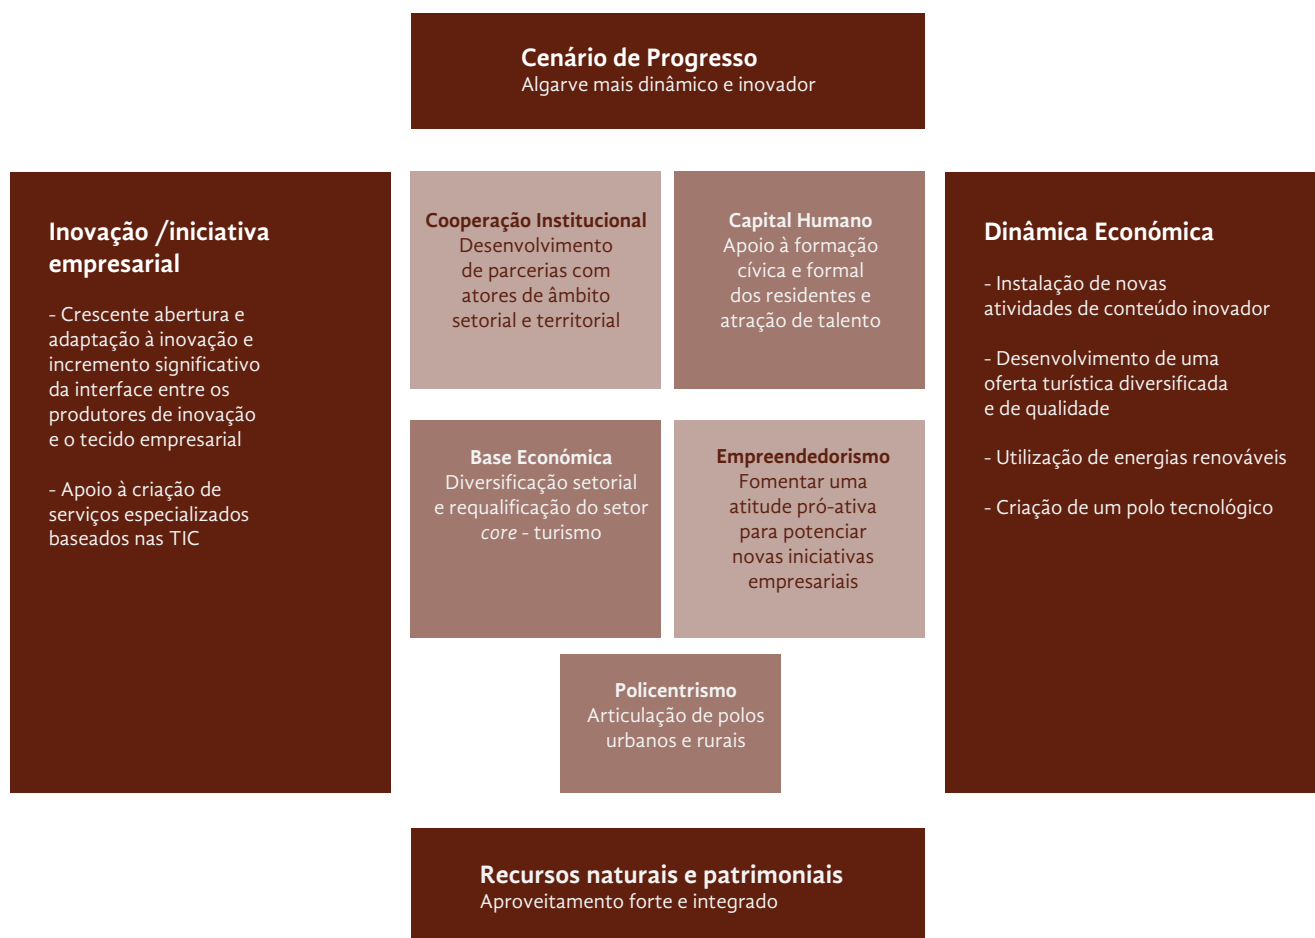 Cenário de Progresso
Algarve mais dinâmico e inovador
Inovação /iniciativa
empresarial
- Crescente abertura e
adaptação à inovação e
incremento significativo
da interface entre os
produtores de inovação
e o tecido empresarial
- Apoio à criação de
serviços especializados
baseados nas TIC
Cooperação Institucional
Desenvolvimento
de parcerias com
atores de âmbito
setorial e territorial
Capital Humano
Apoio à formação
cívica e formal
dos residentes e
atração de talento
Base Económica
Diversificação setorial
e requalificação do setor
core - turismo
Empreendedorismo
Fomentar uma
atitude pró-ativa
para potenciar
novas iniciativas
empresariais
Policentrismo
Articulação de polos
urbanos e rurais
Dinâmica Económica
- Instalação de novas
atividades de conteúdo inovador
- Desenvolvimento de uma
oferta turística diversificada
e de qualidade
- Utilização de energias renováveis
- Criação de um polo tecnológico
Recursos naturais e patrimoniais
Aproveitamento forte e integrado